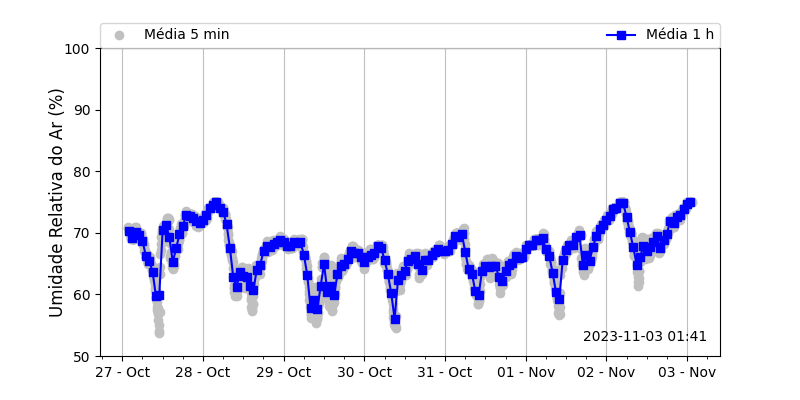 Média 5 min
Média 1 h
Umidade Relativa do Ar (%)
100
90
80
70
60
50
2023-11-03 01:41
27 - Oct
28 - Oct
29 - Oct
30 - Oct
31 - Oct
01 - Nov
02 - Nov
03 - Nov